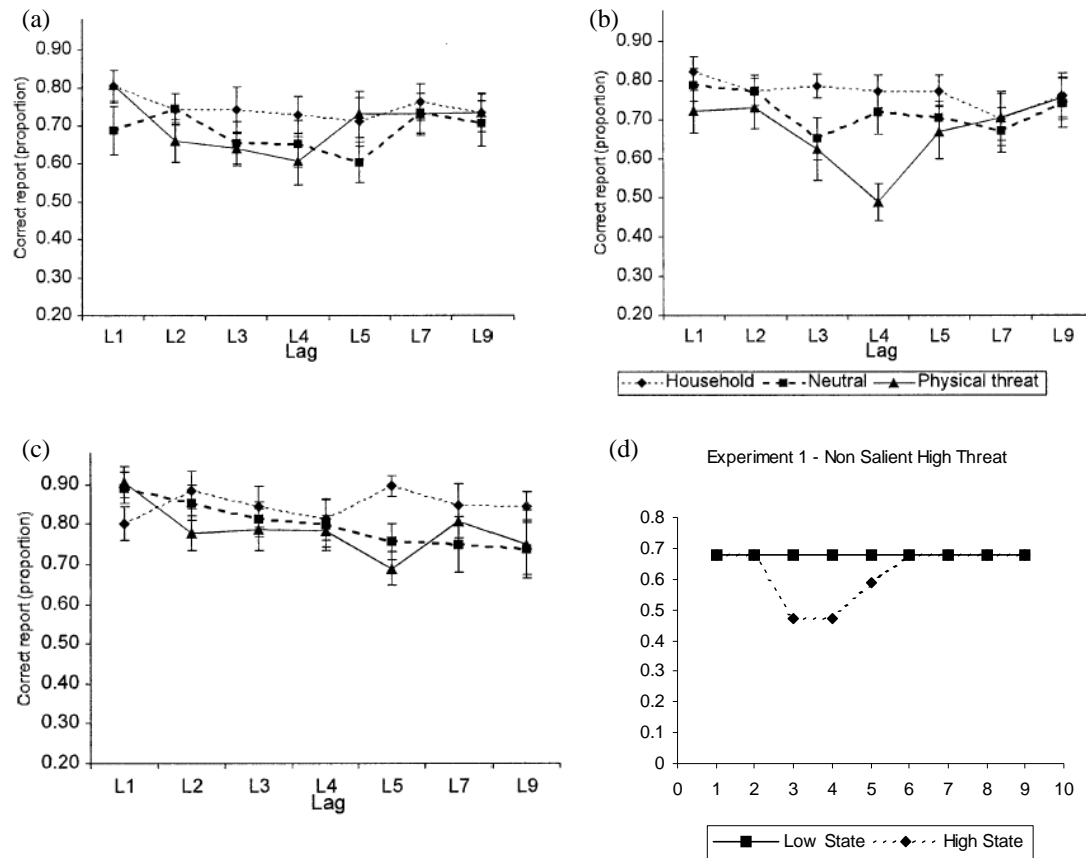 (a)
Correct report (proportion)
0.90
0.80
0.70
0.60
0.50
0.40
0.30
0.20
L1 L2 L3 L4 L5 L7 L9
Lag
(b)
Correct report (proportion)
0.90
0.80
0.70
0.60
0.50
0.40
0.30
0.20
L1 L2 L3 L4 L5 L7 L9
Lag
Household Neutral Physical threat
(c)
Correct report (proportion)
0.90
0.80
0.70
0.60
0.50
0.40
0.30
0.20
L1 L2 L3 L4 L5 L7 L9
Lag
(d)
Experiment 1 - Non Salient High Threat
0.8
0.7
0.6
0.5
0.4
0.3
0.2
0.1
0
0 1 2 3 4 5 6 7 8 9 10
Low State High State